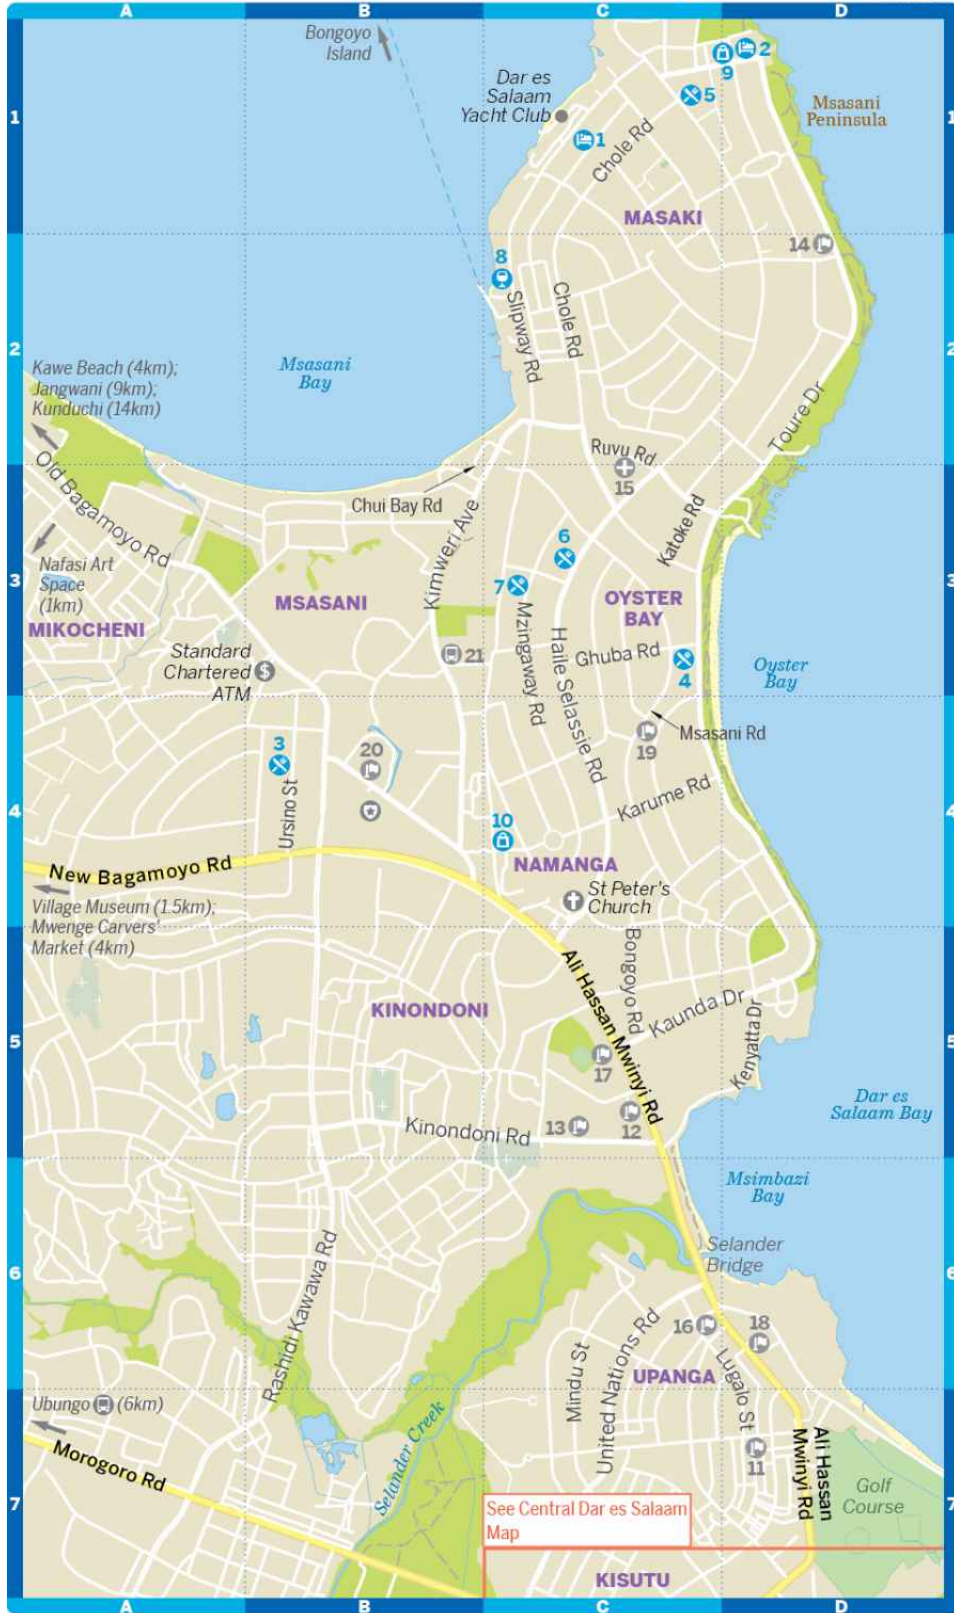 A
B
C
D
Bongoyo
Island
2
9
Dar es
Salaam
Yacht Club
5
Msasani
Peninsula
1
1
1
Chole Rd
MASAKI
14
8
Slipway Rd
Chole Rd
2
2
Msasani
Bay
Kawe Beach (4km);
Jangwani (9km);
Kunduchi (14km)
Toure Dr
Ruvu Rd
15
Old Bagamoyo Rd
Chui Bay Rd
Kimweri Ave
Katoke Rd
6
Nafasi Art
Space
(1km)
3
3
7
MSASANI
OYSTER
BAY
MIKOCHENI
Mzingaway Rd
Haile Selassie Rd
Standard
Chartered
ATM
$
21
Ghuba Rd
4
Oyster
Bay
Msasani Rd
19
3
20
Ursino St
Karume Rd
4
4
10
NAMANGA
New Bagamoyo Rd
St Peter's
Church
Village Museum (1.5km);
Mwenge Carvers'
Market (4km)
Ali Hassan Mwinyi Rd
Bongoyo Rd
KINONDONI
Kaunda Dr
Kenyatta Dr
5
5
17
Dar es
Salaam Bay
Kinondoni Rd
13
12
Msimbazi
Bay
Selander
Bridge
6
6
Rashidi Kawawa Rd
16
18
Mindu St
United Nations Rd
UPANGA
Lugalo St
Ubungo (6km)
Selander Creek
Morogoro Rd
11
Ali Hassan
Mwinyi Rd
Golf
Course
7
7
See Central Dar es Salaam
Map
KISUTU
A
B
C
D